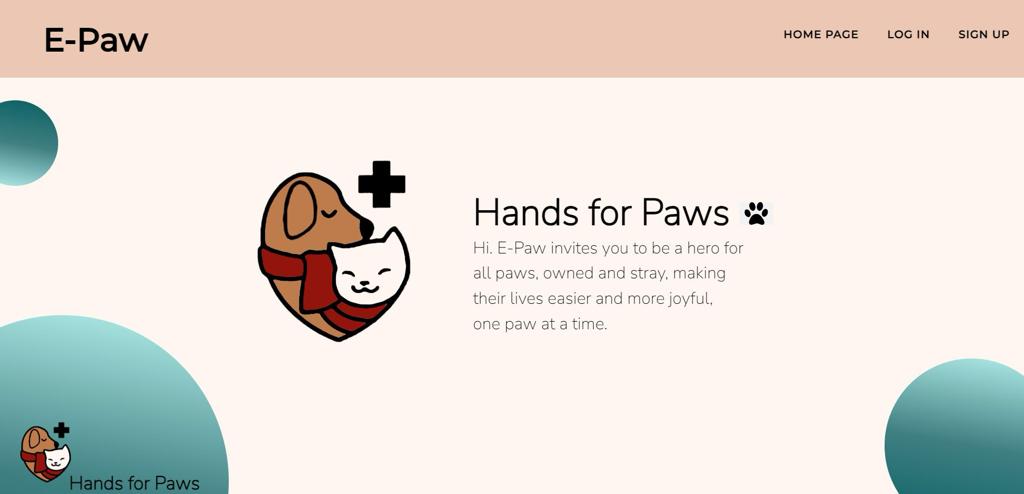 E-Paw
HOME PAGE LOG IN SIGN UP
Hands for Paws
Hi. E-Paw invites you to be a hero for
all paws, owned and stray, making
their lives easier and more joyful,
one paw at a time.
Hands for Paws